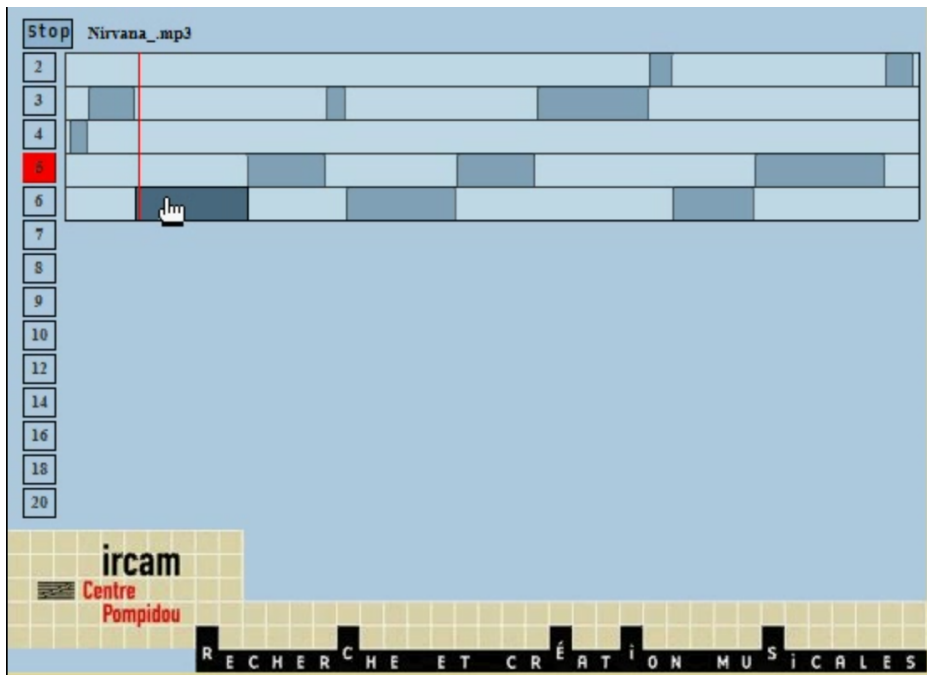 stop Nirvana_.mp3
2
3
4
5
6
7
8
9
10
12
14
16
18
20
ircam
Centre
Pompidou
RECHERCHE ET CRÉATiON MUSiCALES